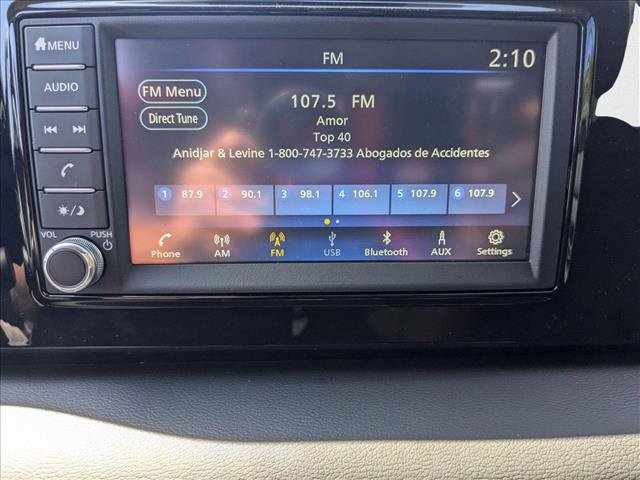 MENU
FM
2:10
AUDIO
FM Menu
107.5 FM
Direct Tune
Amor
Top 40
Anidjar & Levine 1-800-747-3733 Abogados de Accidentes
1 87.9 2 90.1 3 98.1 4 106.1 5 107.9 6 107.9
VOL PUSH
Phone AM FM USB Bluetooth AUX Settings